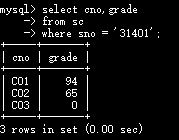 mysql> select cno,grade
-> from sc
-> where sno = '31401';
+-----+-------+
| cno | grade |
+-----+-------+
| C01 | 94 |
| C02 | 65 |
| C03 | 0 |
+-----+-------+
3 rows in set (0.00 sec)